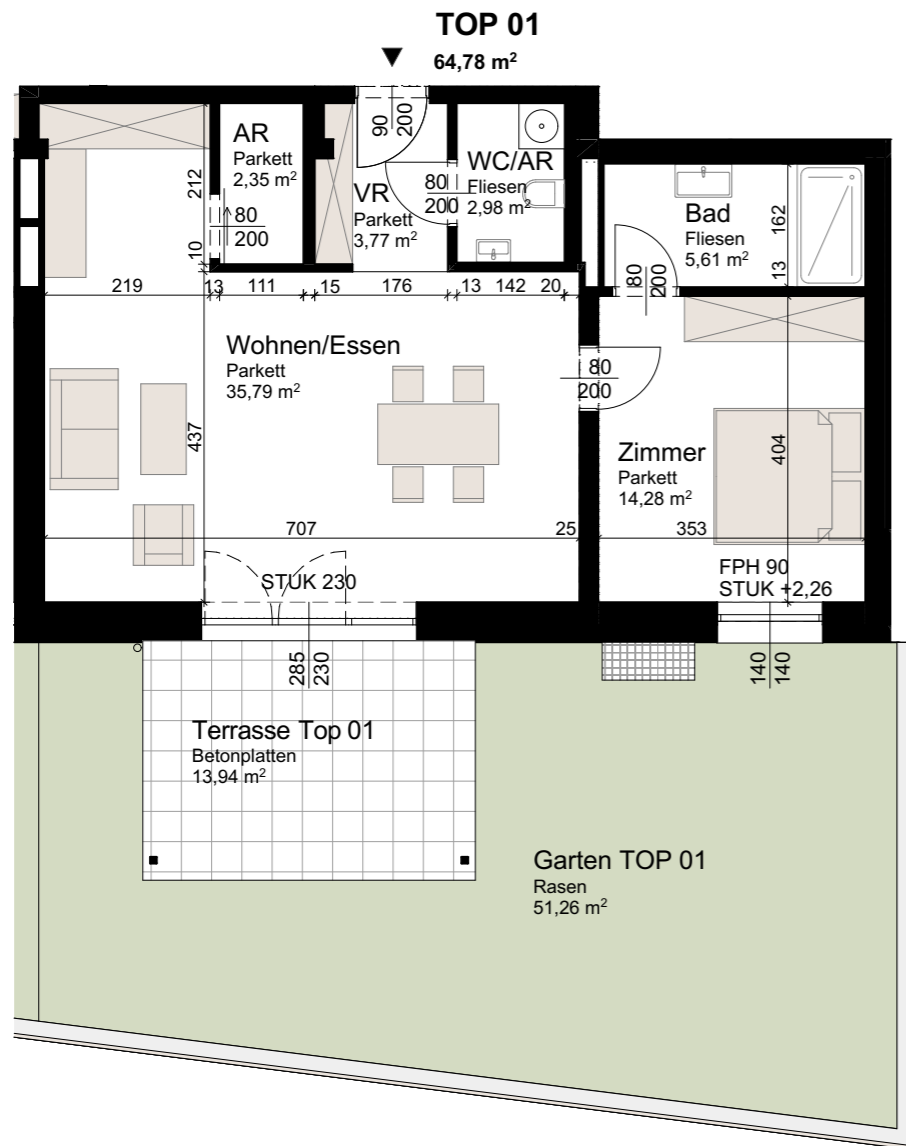 TOP 01
64,78 m²
90
200
AR
Parkett
2,35 m²
WC/AR
Fliesen
2,98 m²
VR
Parkett
3,77 m²
80
200
80
200
212
10
Bad
Fliesen
5,61 m²
162
13
80
200
219
13
111
15
176
13
142
20
Wohnen/Essen
Parkett
35,79 m²
80
200
437
Zimmer
Parkett
14,28 m²
404
707
25
353
STUK 230
FPH 90
STUK +2,26
285
230
140
140
Terrasse Top 01
Betonplatten
13,94 m²
Garten TOP 01
Rasen
51,26 m²